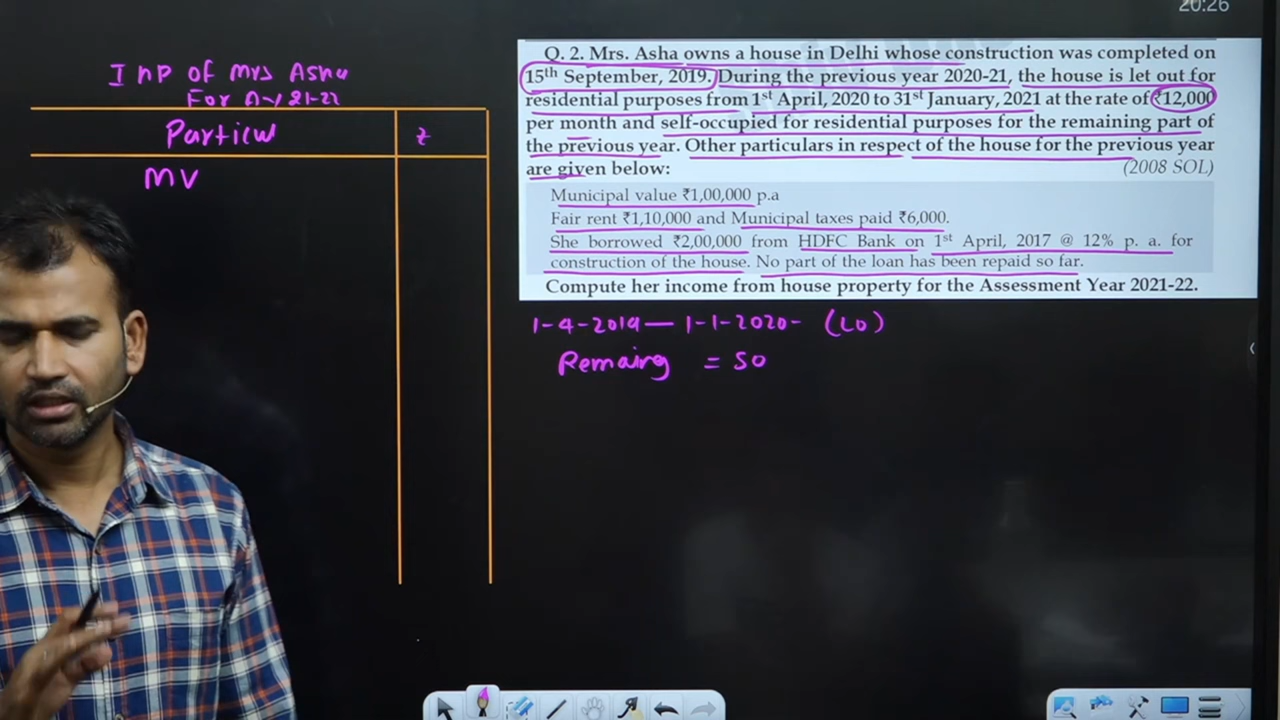 20:26
I HP of Mrs Asha
For A-y 21-22
Particul
₹
MV
Q. 2. Mrs. Asha owns a house in Delhi whose construction was completed on
15th September, 2019. During the previous year 2020-21, the house is let out for
residential purposes from 1st April, 2020 to 31st January, 2021 at the rate of ₹12,000
per month and self-occupied for residential purposes for the remaining part of
the previous year. Other particulars in respect of the house for the previous year
are given below: (2008 SOL)
Municipal value ₹1,00,000 p.a
Fair rent ₹1,10,000 and Municipal taxes paid ₹6,000.
She borrowed ₹2,00,000 from HDFC Bank on 1st April, 2017 @ 12% p. a. for
construction of the house. No part of the loan has been repaid so far.
Compute her income from house property for the Assessment Year 2021-22.
1-4-2019 — 1-1-2020- (LO)
Remaing = SO